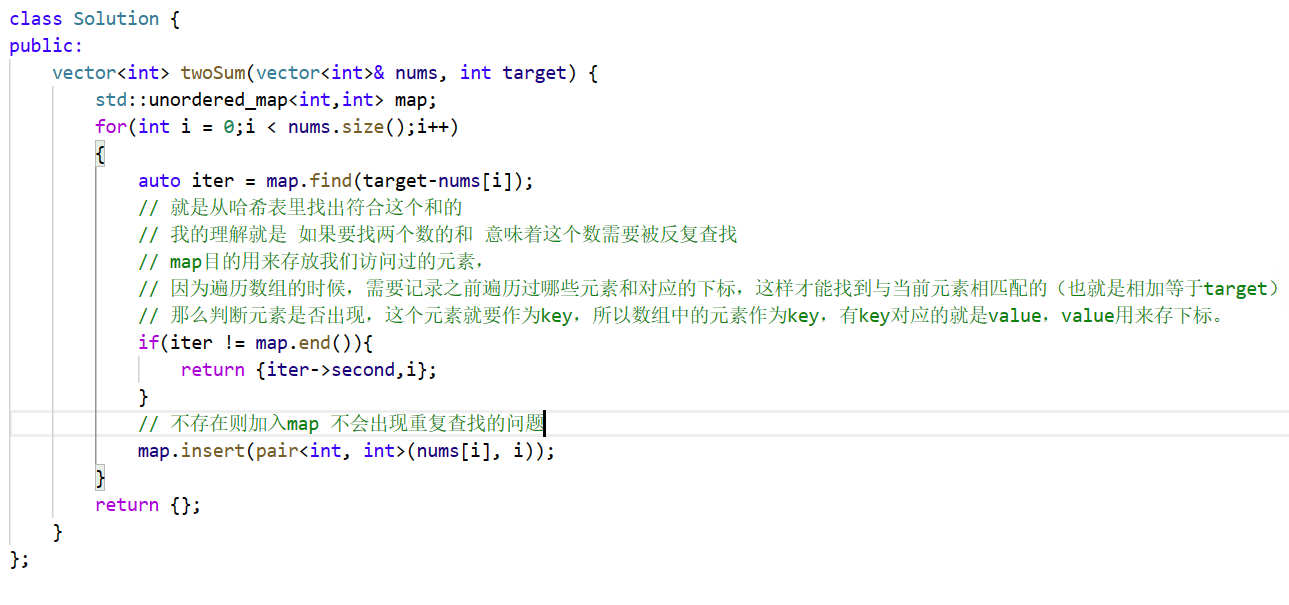 class Solution {
public:
    vector<int> twoSum(vector<int>& nums, int target) {
        std::unordered_map<int,int> map;
        for(int i = 0;i < nums.size();i++)
        {
            auto iter = map.find(target-nums[i]);
            // 就是从哈希表里找出符合这个和的
            // 我的理解就是 如果要找两个数的和 意味着这个数需要被反复查找
            // map目的用来存放我们访问过的元素,
            // 因为遍历数组的时候，需要记录之前遍历过哪些元素和对应的下标，这样才能找到与当前元素相匹配的（也就是相加等于target）
            // 那么判断元素是否出现，这个元素就要作为key，所以数组中的元素作为key，有key对应的就是value，value用来存下标。
            if(iter != map.end()){
                return {iter->second,i};
            }
            // 不存在则加入map 不会出现重复查找的问题
            map.insert(pair<int, int>(nums[i], i));
        }
        return {};
    }
};